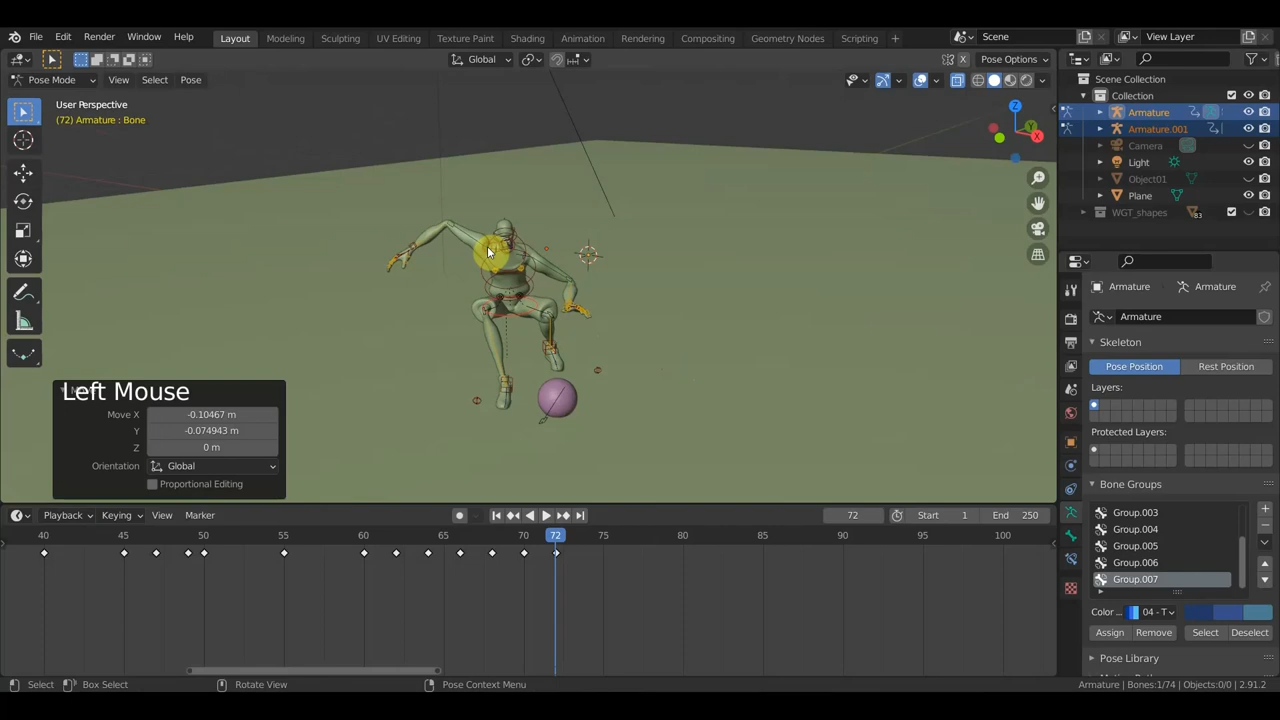 File Edit Render Window Help Layout Modeling Sculpting UV Editing Texture Paint Shading Animation Rendering Compositing Geometry Nodes Scripting + Scene View Layer
Global Pose Options
Pose Mode View Select Pose
User Perspective
(72) Armature : Bone
Z
Y
X
Left Mouse
Move X -0.10467 m
Y -0.074943 m
Z 0 m
Orientation Global
Proportional Editing
Scene Collection
Collection
Armature
Armature.001
Camera
Light
Object01
Plane
WGT_shapes 83
Armature Armature
Armature
Skeleton
Pose Position Rest Position
Layers:
Protected Layers:
Bone Groups
Group.003
Group.004
Group.005
Group.006
Group.007
Color ... 04 - T
Assign Remove Select Deselect
Pose Library
Playback Keying View Marker 72 Start 1 End 250
40 45 50 55 60 65 70 72 75 80 85 90 95 100
Select Box Select Rotate View Pose Context Menu Armature | Bones:1/74 | Objects:0/0 | 2.91.2